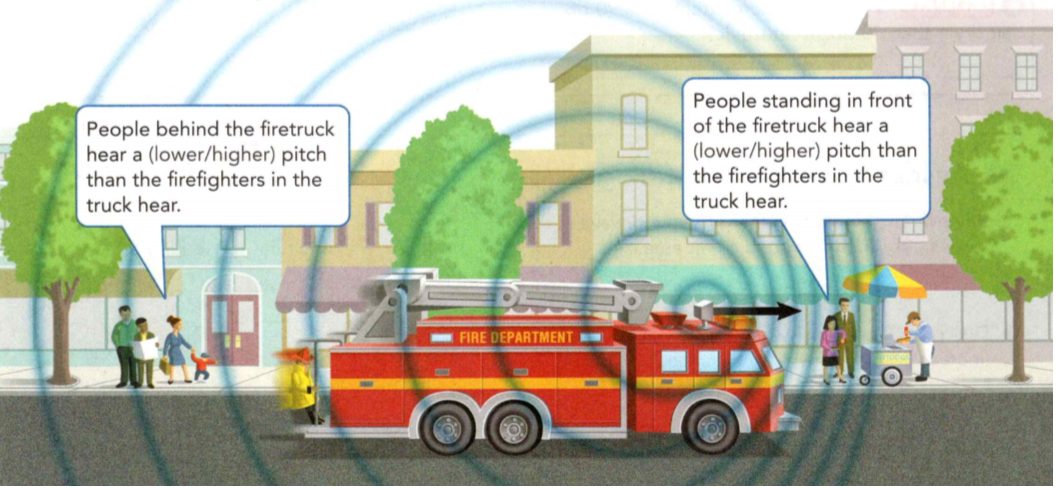 People behind the firetruck
hear a (lower/higher) pitch
than the firefighters in the
truck hear.
People standing in front
of the firetruck hear a
(lower/higher) pitch than
the firefighters in the
truck hear.
FIRE DEPARTMENT